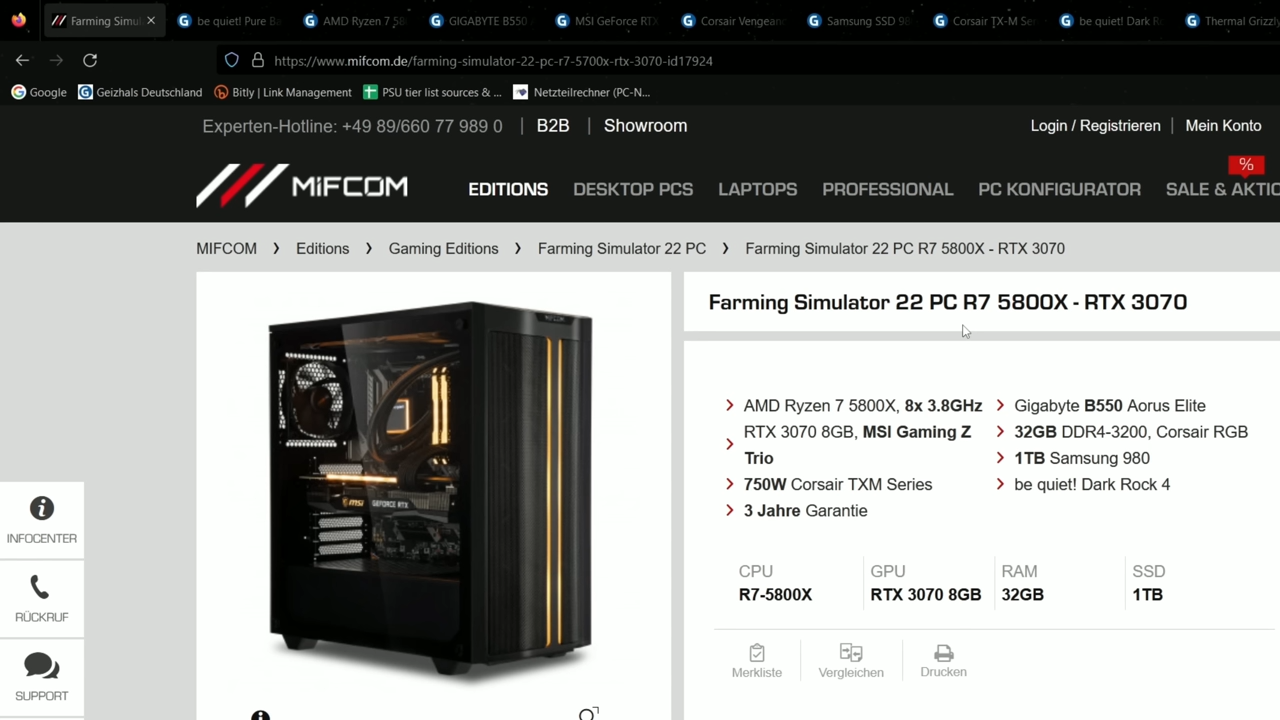 Farming Simul
be quiet! Pure Ba
AMD Ryzen 7 58
GIGABYTE B550
MSI GeForce RTX
Corsair Vengean
Samsung SSD 98
Corsair TX-M Se
be quiet! Dark R
Thermal Grizzly
https://www.mifcom.de/farming-simulator-22-pc-r7-5700x-rtx-3070-id17924
Google
Geizhals Deutschland
Bitly | Link Management
PSU tier list sources & ...
Netzteilrechner (PC-N...
Experten-Hotline: +49 89/660 77 989 0 | B2B | Showroom
Login / Registrieren | Mein Konto
%
MIFCOM
EDITIONS DESKTOP PCS LAPTOPS PROFESSIONAL PC KONFIGURATOR SALE & AKTIO
MIFCOM > Editions > Gaming Editions > Farming Simulator 22 PC > Farming Simulator 22 PC R7 5800X - RTX 3070
Farming Simulator 22 PC R7 5800X - RTX 3070
AMD Ryzen 7 5800X, 8x 3.8GHz
RTX 3070 8GB, MSI Gaming Z
Trio
750W Corsair TXM Series
3 Jahre Garantie
Gigabyte B550 Aorus Elite
32GB DDR4-3200, Corsair RGB
1TB Samsung 980
be quiet! Dark Rock 4
CPU
R7-5800X
GPU
RTX 3070 8GB
RAM
32GB
SSD
1TB
Merkliste
Vergleichen
Drucken
INFOCENTER
RÜCKRUF
SUPPORT
MIFCOM
msi
GEFORCE RTX